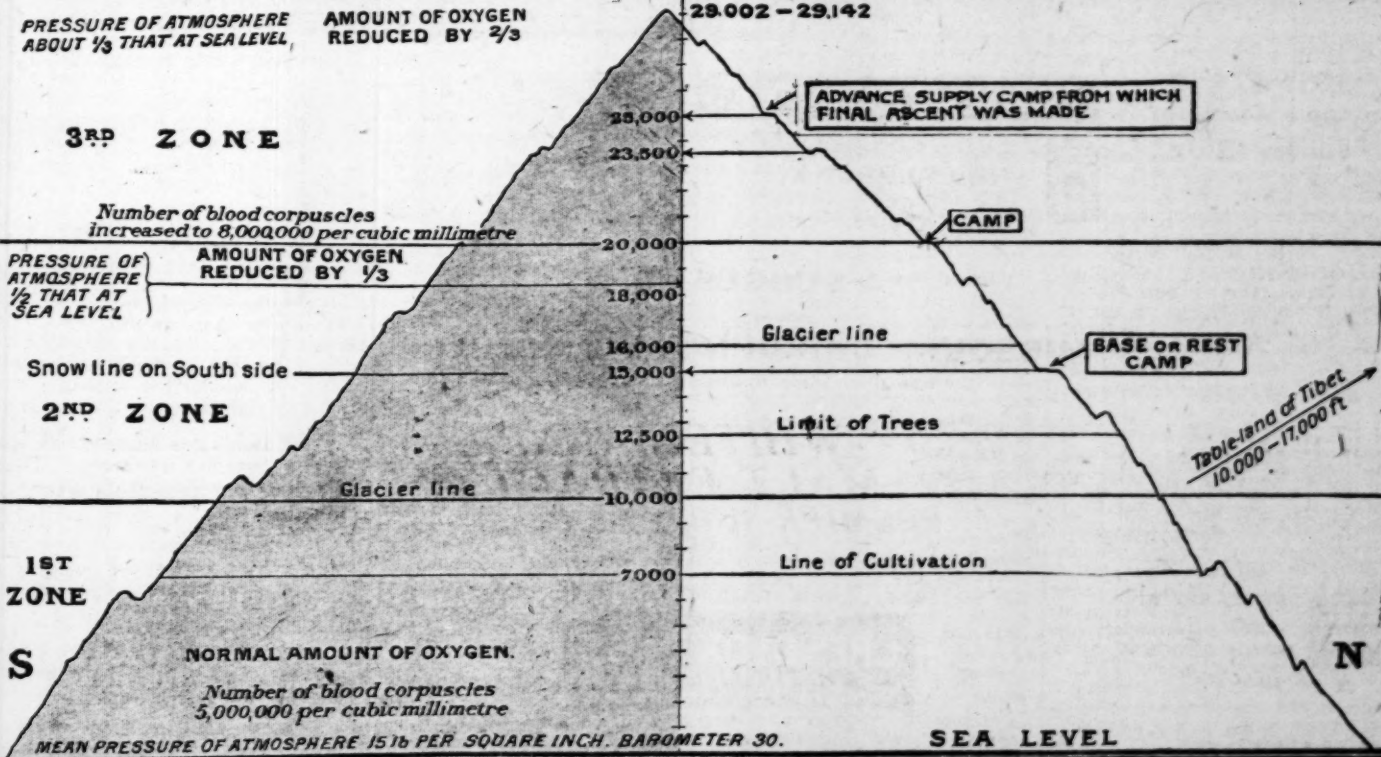 PRESSURE OF ATMOSPHERE
ABOUT 1/3 THAT AT SEA LEVEL
AMOUNT OF OXYGEN
REDUCED BY 2/3
29.002 – 29,142
ADVANCE SUPPLY CAMP FROM WHICH
FINAL ASCENT WAS MADE
25,000
3RD ZONE
23,500
Number of blood corpuscles
increased to 8,000,000 per cubic millimetre
CAMP
20,000
PRESSURE OF
ATMOSPHERE
1/2 THAT AT
SEA LEVEL
AMOUNT OF OXYGEN
REDUCED BY 1/3
18,000
Glacier line
16,000
BASE OR REST
CAMP
Snow line on South side
15,000
2ND ZONE
Limit of Trees
12,500
Table-land of Tibet
10,000 – 17,000 ft
Glacier line
10,000
1ST
ZONE
7000
Line of Cultivation
S
NORMAL AMOUNT OF OXYGEN.
N
Number of blood corpuscles
5,000,000 per cubic millimetre
MEAN PRESSURE OF ATMOSPHERE 15 lb PER SQUARE INCH. BAROMETER 30.
SEA LEVEL